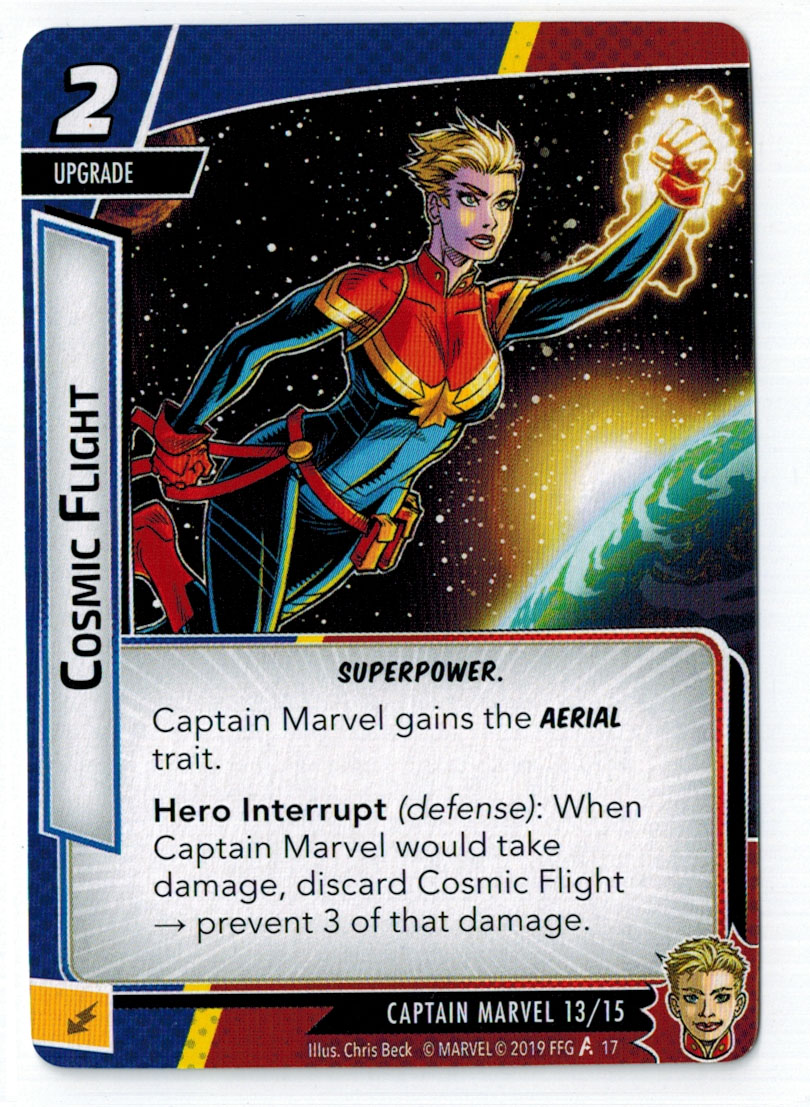 2
UPGRADE
COSMIC FLIGHT
SUPERPOWER.
Captain Marvel gains the AERIAL
trait.
Hero Interrupt (defense): When
Captain Marvel would take
damage, discard Cosmic Flight
→ prevent 3 of that damage.
CAPTAIN MARVEL 13/15
Illus. Chris Beck © MARVEL © 2019 FFG 17